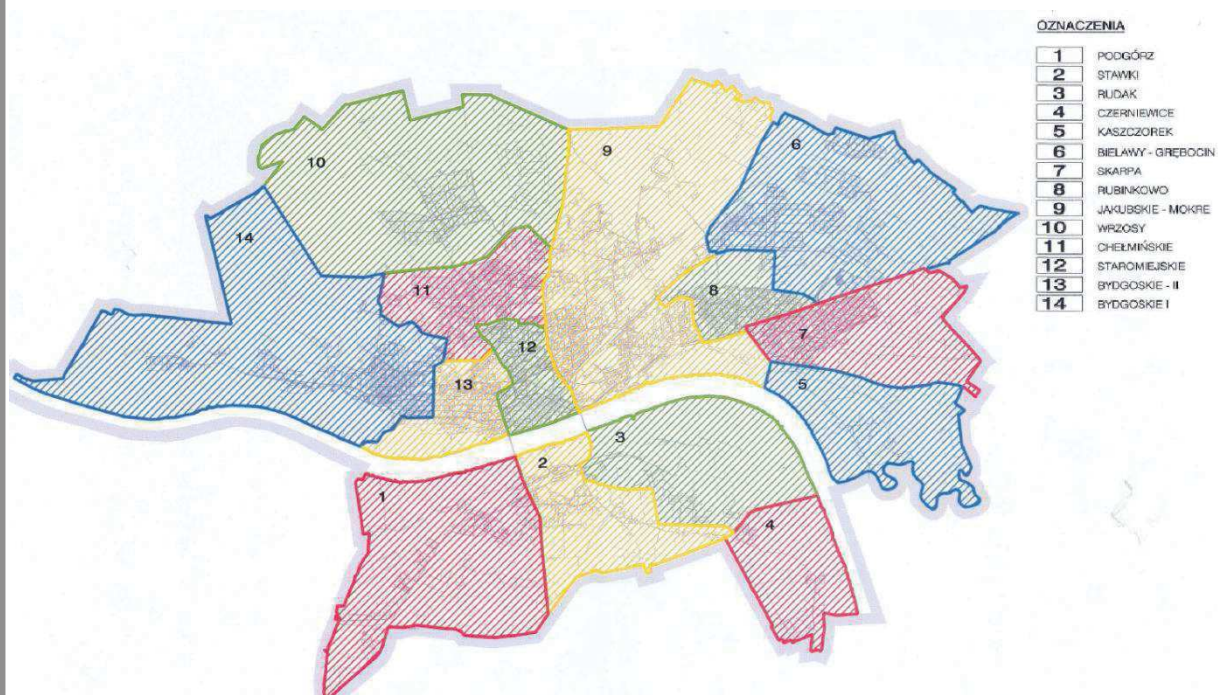 OZNACZENIA
1 PODGÓRZ
2 STAWKI
3 RUDAK
4 CZERNIEWICE
5 KASZCZOREK
6 BIELAWY - GRĘBOCIN
7 SKARPA
8 RUBINKOWO
9 JAKUBSKIE - MOKRE
10 WRZOSY
11 CHEŁMIŃSKIE
12 STAROMIEJSKIE
13 BYDGOSKIE - II
14 BYDGOSKIE I
10
9
6
14
11
8
7
12
13
5
3
2
1
4